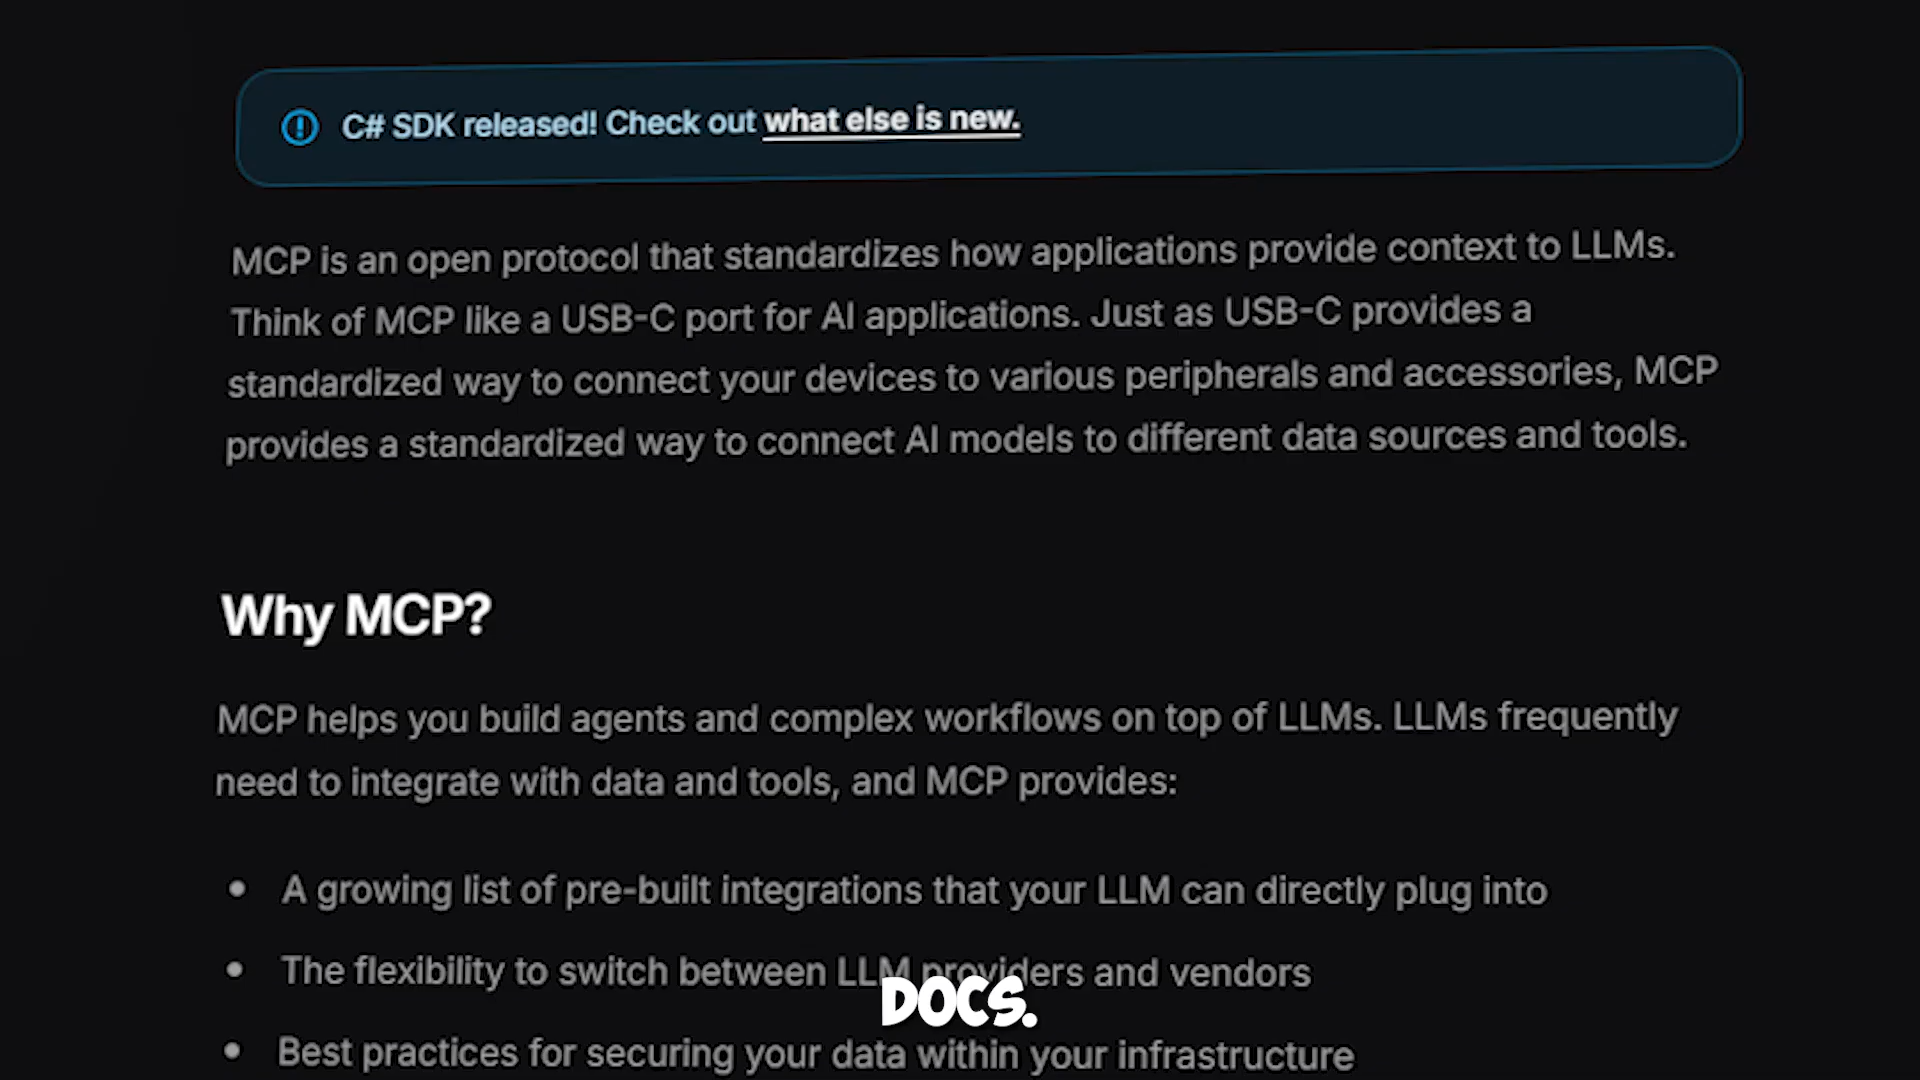 C# SDK released! Check out what else is new.
MCP is an open protocol that standardizes how applications provide context to LLMs.
Think of MCP like a USB-C port for AI applications. Just as USB-C provides a
standardized way to connect your devices to various peripherals and accessories, MCP
provides a standardized way to connect AI models to different data sources and tools.
Why MCP?
MCP helps you build agents and complex workflows on top of LLMs. LLMs frequently
need to integrate with data and tools, and MCP provides:
• A growing list of pre-built integrations that your LLM can directly plug into
• The flexibility to switch between LLM providers and vendors
DOCS.
• Best practices for securing your data within your infrastructure